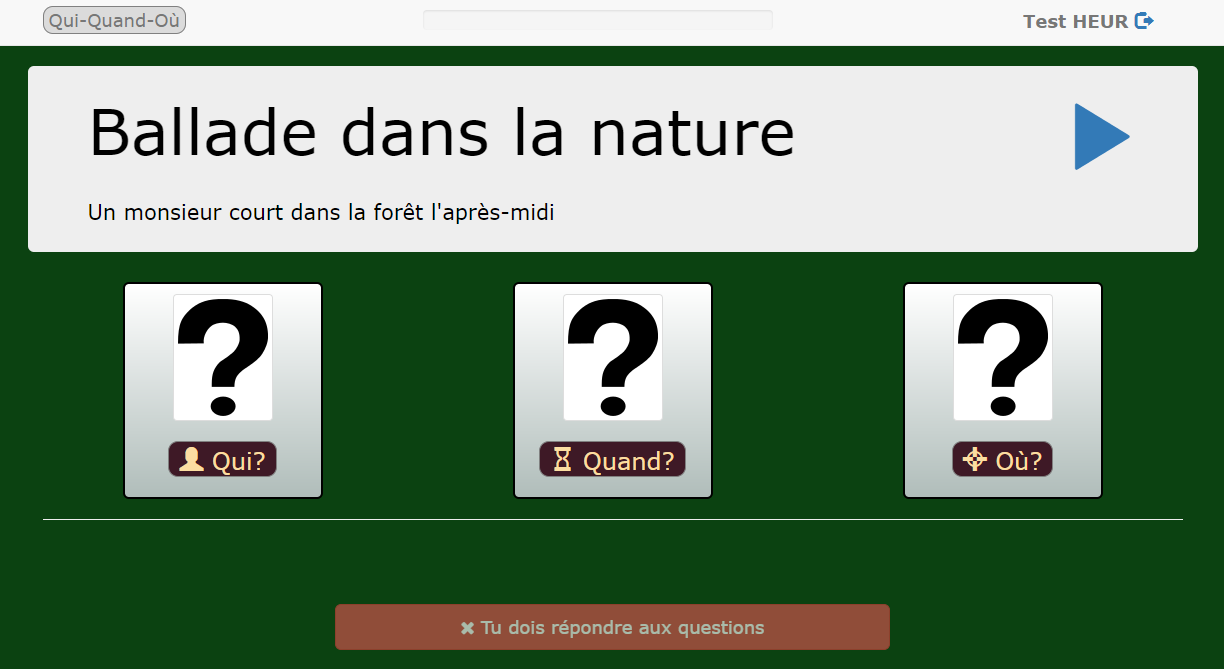 Qui-Quand-Où
Test HEUR
Ballade dans la nature
Un monsieur court dans la forêt l'après-midi
? ? ?
Qui? Quand? Où?
Tu dois répondre aux questions